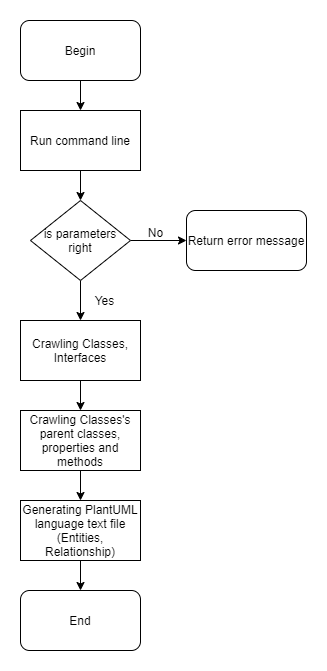 Begin
Run command line
is parameters
right
No
Return error message
Yes
Crawling Classes,
Interfaces
Crawling Classes's
parent classes,
properties and
methods
Generating PlantUML
language text file
(Entities,
Relationship)
End